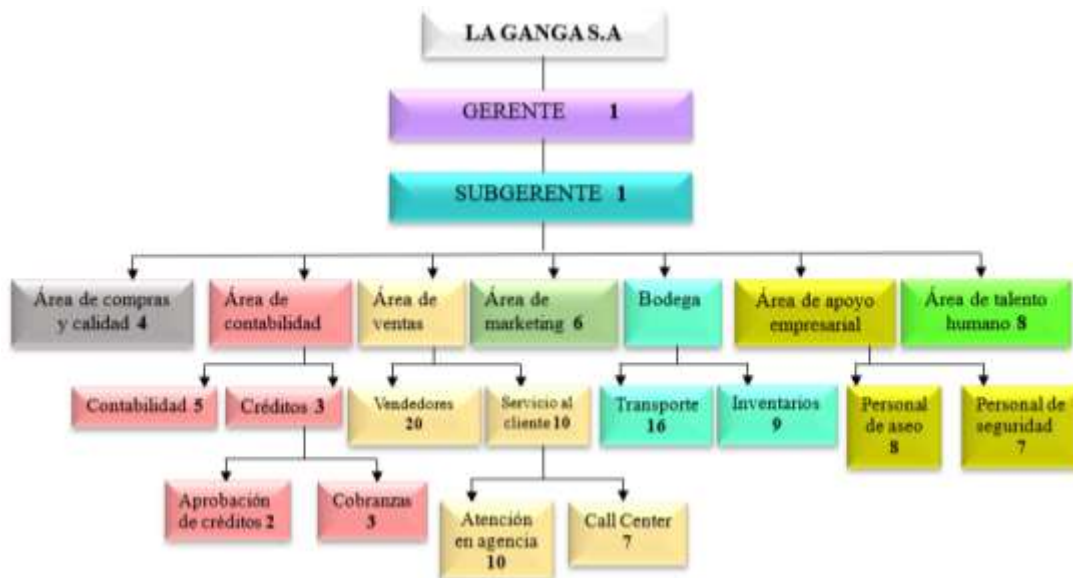 LA GANGA S.A
GERENTE 1
SUBGERENTE 1
Área de compras
y calidad 4
Área de
contabilidad
Área de
ventas
Área de
marketing 6
Bodega
Área de apoyo
empresarial
Área de talento
humano 8
Contabilidad 5
Créditos 3
Vendedores
20
Servicio al
cliente 10
Transporte
16
Inventarios
9
Personal
de aseo
8
Personal de
seguridad
7
Aprobación
de créditos 2
Cobranzas
3
Atención
en agencia
10
Call Center
7